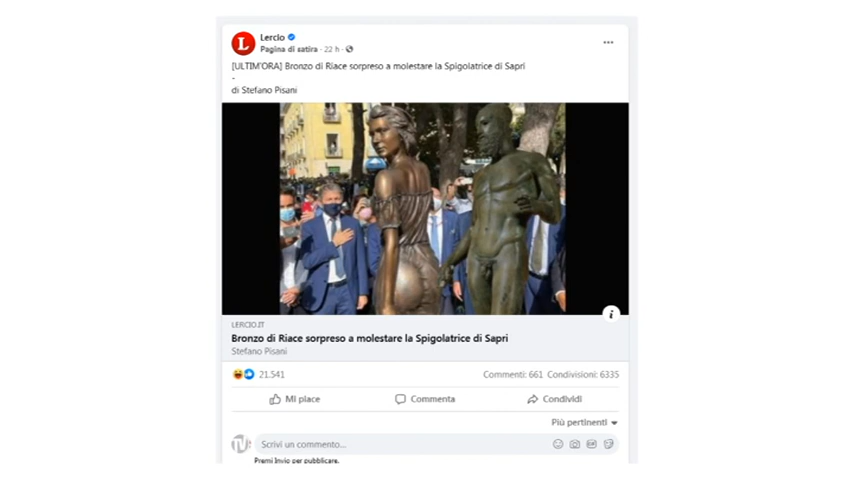 Lercio
Pagina di satira · 22 h ·
[ULTIM'ORA] Bronzo di Riace sorpreso a molestare la Spigolatrice di Sapri
-
di Stefano Pisani
LERCIO.IT
Bronzo di Riace sorpreso a molestare la Spigolatrice di Sapri
Stefano Pisani
21.541 Commenti: 661 Condivisioni: 6335
Mi piace Commenta Condividi
Più pertinenti
Scrivi un commento...
Premi Invio per pubblicare.